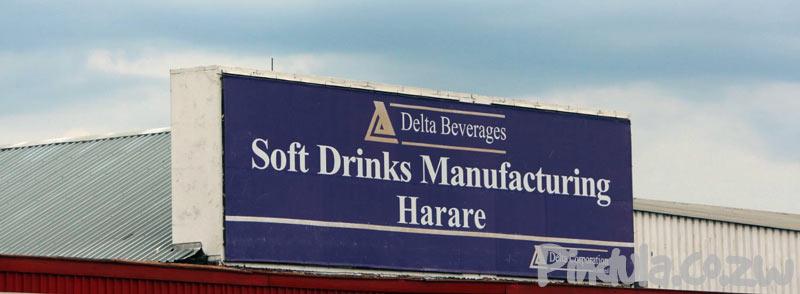 Delta Beverages
Soft Drinks Manufacturing
Harare
Delta Corporation
Pindula.co.zw